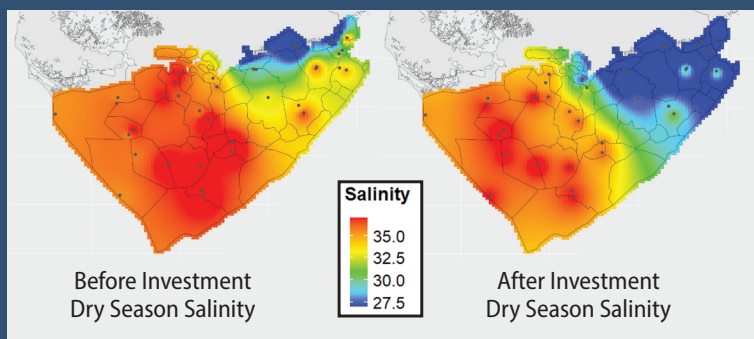 Salinity
35.0
32.5
30.0
27.5
Before Investment
Dry Season Salinity
After Investment
Dry Season Salinity